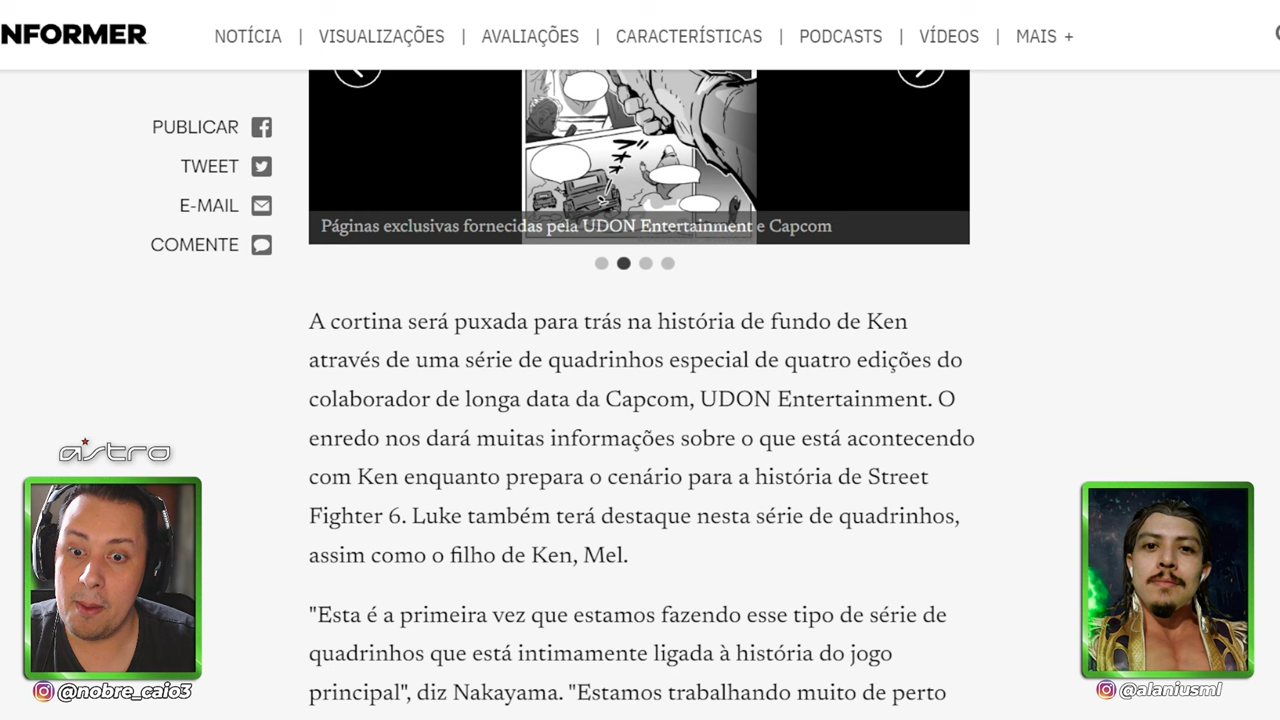 NFORMER
NOTÍCIA | VISUALIZAÇÕES | AVALIAÇÕES | CARACTERÍSTICAS | PODCASTS | VÍDEOS | MAIS +
PUBLICAR
TWEET
E-MAIL
COMENTE
Páginas exclusivas fornecidas pela UDON Entertainment e Capcom
A cortina será puxada para trás na história de fundo de Ken
através de uma série de quadrinhos especial de quatro edições do
colaborador de longa data da Capcom, UDON Entertainment. O
enredo nos dará muitas informações sobre o que está acontecendo
com Ken enquanto prepara o cenário para a história de Street
Fighter 6. Luke também terá destaque nesta série de quadrinhos,
assim como o filho de Ken, Mel.
"Esta é a primeira vez que estamos fazendo esse tipo de série de
quadrinhos que está intimamente ligada à história do jogo
principal", diz Nakayama. "Estamos trabalhando muito de perto
astro
@nobre_caio3
@alaniusml